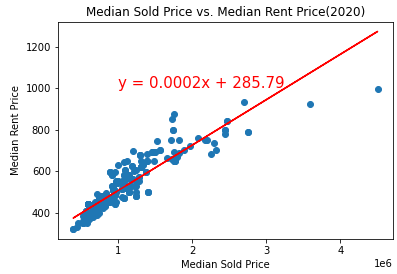 Median Sold Price vs. Median Rent Price(2020)
1200
1000
800
600
400
Median Rent Price
y = 0.0002x + 285.79
1
2
3
4
1e6
Median Sold Price